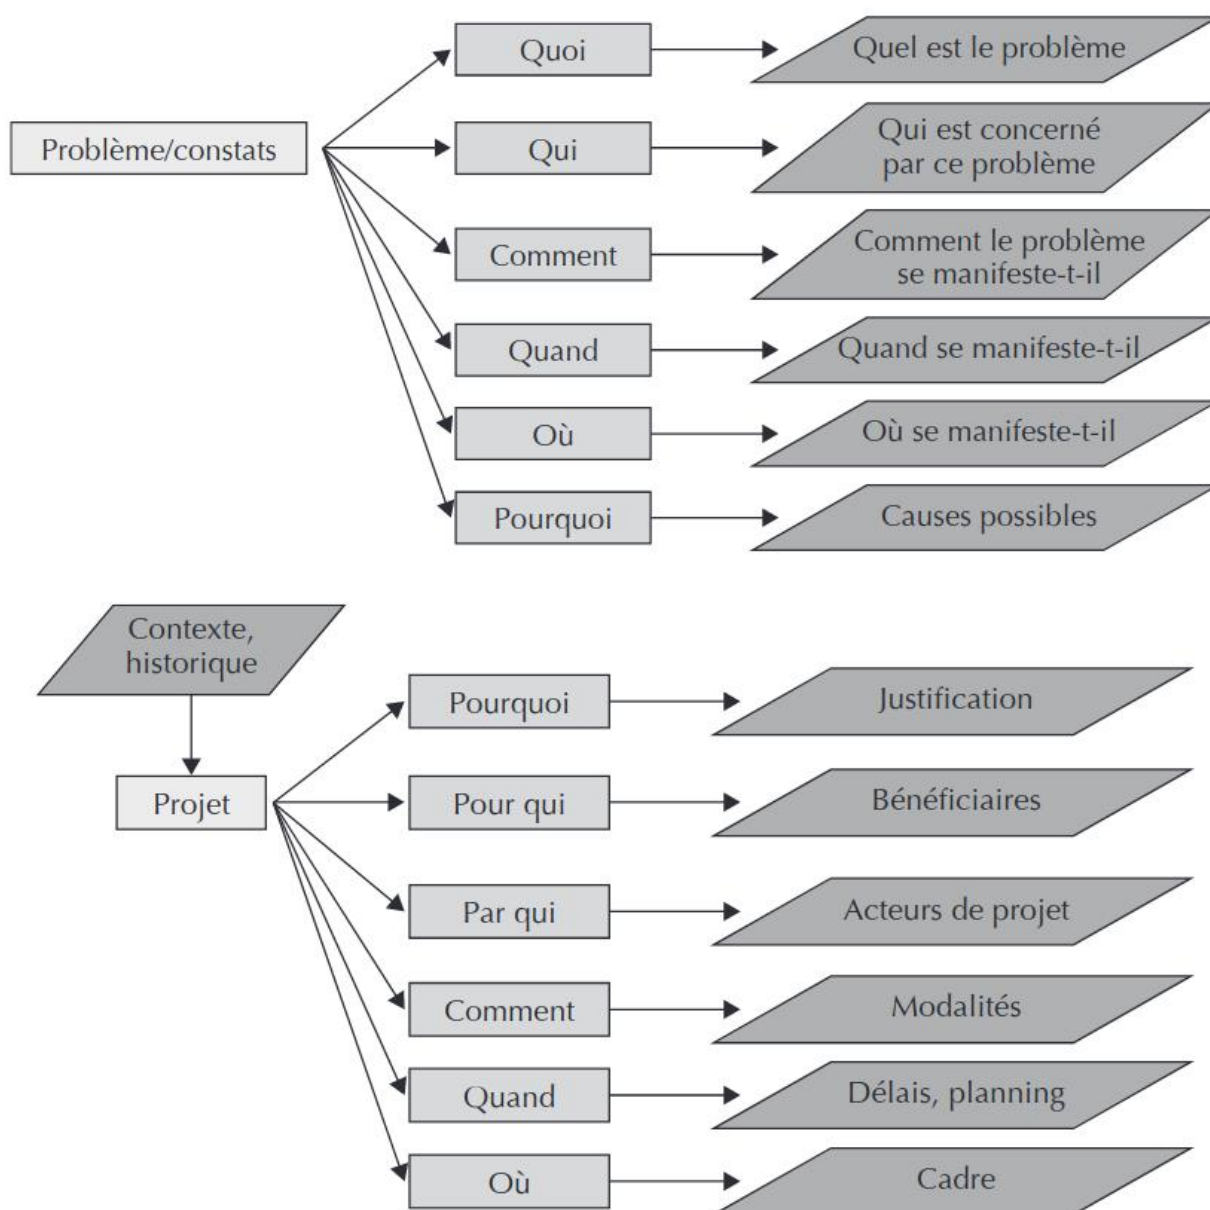 Quoi
Quel est le problème
Problème/constats
Qui
Qui est concerné
par ce problème
Comment
Comment le problème
se manifeste-t-il
Quand
Quand se manifeste-t-il
Où
Où se manifeste-t-il
Pourquoi
Causes possibles
Contexte,
historique
Pourquoi
Justification
Projet
Pour qui
Bénéficiaires
Par qui
Acteurs de projet
Comment
Modalités
Quand
Délais, planning
Où
Cadre